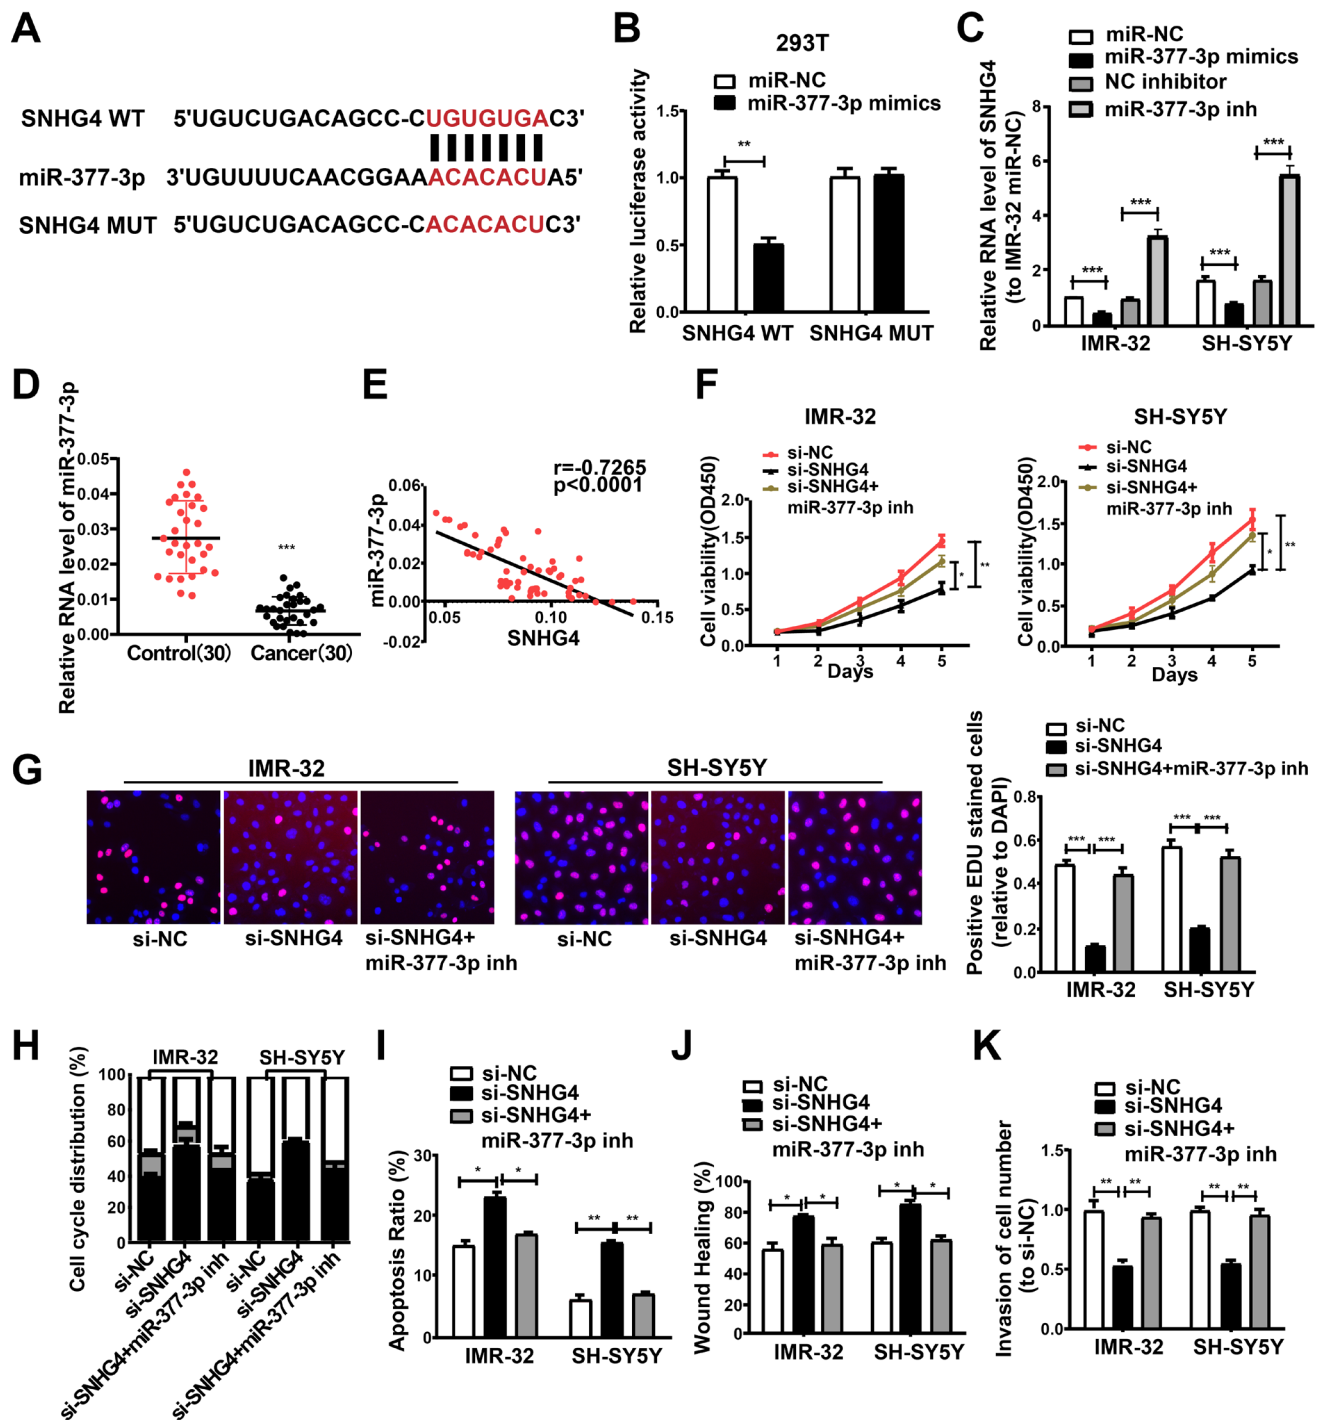 A
SNHG4 WT 5'UGUCUGACAGCC-CUGUGUGAC3'
miR-377-3p 3'UGUUUUCAACGGAAACACACUA5'
SNHG4 MUT 5'UGUCUGACAGCC-CACACACUC3'
B
293T
miR-NC
miR-377-3p mimics
Relative luciferase activity
1.5
1.0
0.5
0.0
**
SNHG4 WT SNHG4 MUT
C
miR-NC
miR-377-3p mimics
NC inhibitor
miR-377-3p inh
Relative RNA level of SNHG4
(to IMR-32 miR-NC)
8
6
4
2
0
*** *** *** ***
IMR-32 SH-SY5Y
D
Relative RNA level of miR-377-3p
0.05
0.04
0.03
0.02
0.01
0.00
***
Control(30) Cancer(30)
E
r=-0.7265
p<0.0001
miR-377-3p
0.06
0.04
0.02
0.00
-0.02
0.05 0.10 0.15
SNHG4
F
IMR-32
si-NC
si-SNHG4
si-SNHG4+
miR-377-3p inh
Cell viability(OD450)
2.0
1.5
1.0
0.5
0.0
* **
1 2 3 4 5
Days
SH-SY5Y
si-NC
si-SNHG4
si-SNHG4+
miR-377-3p inh
Cell viability(OD450)
2.0
1.5
1.0
0.5
0.0
* **
1 2 3 4 5
Days
G
IMR-32 SH-SY5Y
si-NC si-SNHG4 si-SNHG4+
miR-377-3p inh
si-NC si-SNHG4 si-SNHG4+
miR-377-3p inh
si-NC
si-SNHG4
si-SNHG4+miR-377-3p inh
Positive EDU stained cells
(relative to DAPI)
0.8
0.6
0.4
0.2
0.0
*** *** *** ***
IMR-32 SH-SY5Y
H
IMR-32 SH-SY5Y
Cell cycle distribution (%)
100
80
60
40
20
0
si-NC
si-SNHG4
si-SNHG4+miR-377-3p inh
si-NC
si-SNHG4
si-SNHG4+miR-377-3p inh
I
si-NC
si-SNHG4
si-SNHG4+
miR-377-3p inh
Apoptosis Ratio (%)
30
20
10
0
* * ** **
IMR-32 SH-SY5Y
J
si-NC
si-SNHG4
si-SNHG4+
miR-377-3p inh
Wound Healing (%)
100
80
60
40
20
0
* * * *
IMR-32 SH-SY5Y
K
si-NC
si-SNHG4
si-SNHG4+
miR-377-3p inh
Invasion of cell number
(to si-NC)
1.5
1.0
0.5
0.0
** ** ** **
IMR-32 SH-SY5Y